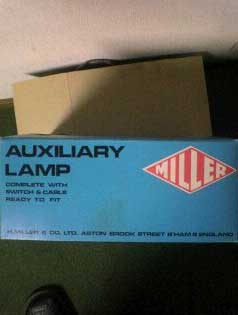 AUXILIARY
LAMP
COMPLETE WITH
SWITCH & CABLE
READY TO FIT
MILLER
H. MILLER & CO. LTD. ASTON BROOK STREET B'HAM 6 ENGLAND